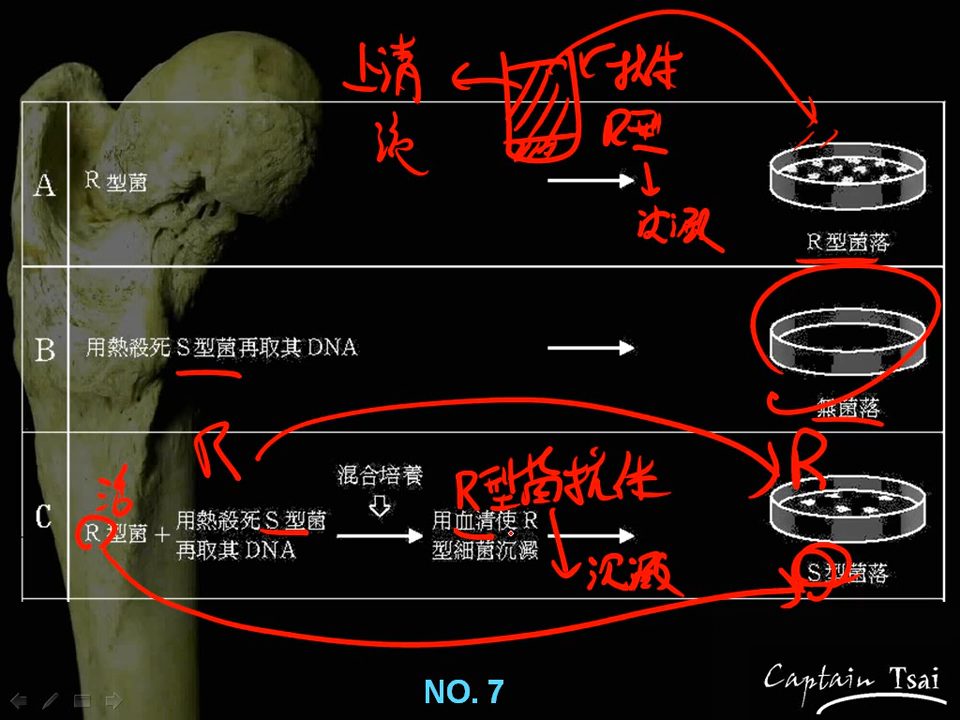 上清
液
抗体
R型
沈澱
A
R型菌
R型菌落
B
用熱殺死S型菌再取其DNA
無菌落
R
R
C
活
R型菌+用熱殺死S型菌
再取其DNA
混合培養
R型菌抗体
用血清使R
型細菌沉澱
沉澱
S型菌落
NO. 7
Captain Tsai